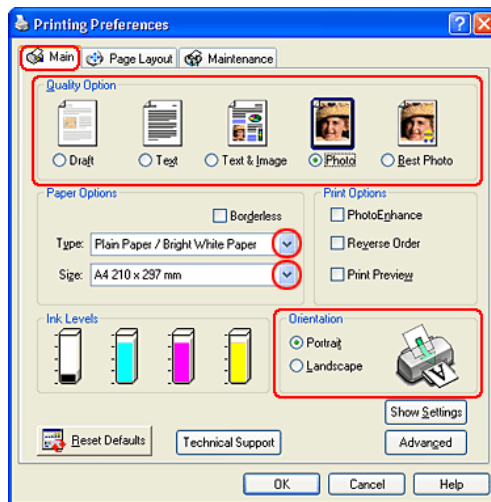 Printing Preferences
Main Page Layout Maintenance
Quality Option
Draft Text Text & Image Photo Best Photo
Paper Options
Borderless
Type: Plain Paper / Bright White Paper
Size: A4 210 x 297 mm
Print Options
PhotoEnhance
Reverse Order
Print Preview
Ink Levels
Orientation
Portrait
Landscape
Show Settings
Reset Defaults Technical Support Advanced
OK Cancel Help